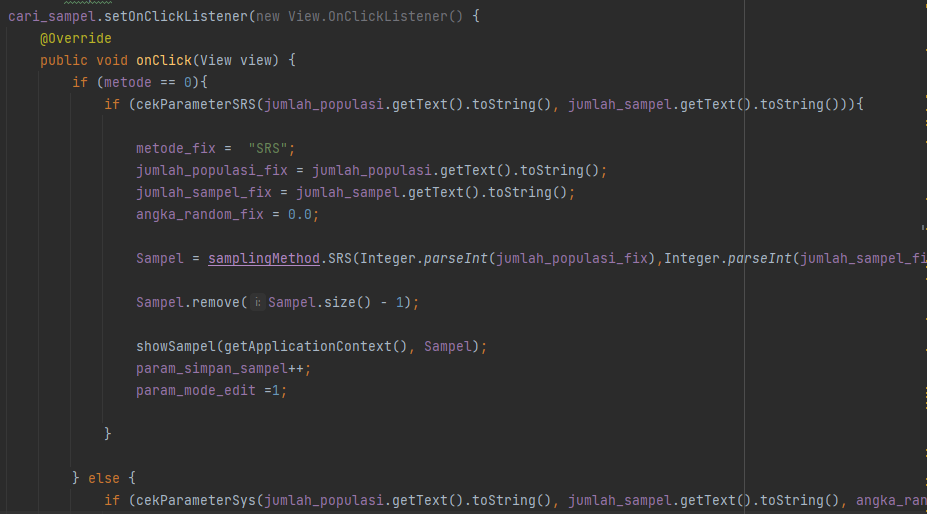 cari_sampel.setOnClickListener(new View.OnClickListener() {
@Override
public void onClick(View view) {
if (metode == 0){
if (cekParameterSRS(jumlah_populasi.getText().toString(), jumlah_sampel.getText().toString())){
metode_fix = "SRS";
jumlah_populasi_fix = jumlah_populasi.getText().toString();
jumlah_sampel_fix = jumlah_sampel.getText().toString();
angka_random_fix = 0.0;
Sampel = samplingMethod.SRS(Integer.parseInt(jumlah_populasi_fix),Integer.parseInt(jumlah_sampel_fi
Sampel.remove( i: Sampel.size() - 1);
showSampel(getApplicationContext(), Sampel);
param_simpan_sampel++;
param_mode_edit =1;
}
} else {
if (cekParameterSys(jumlah_populasi.getText().toString(), jumlah_sampel.getText().toString(), angka_ran